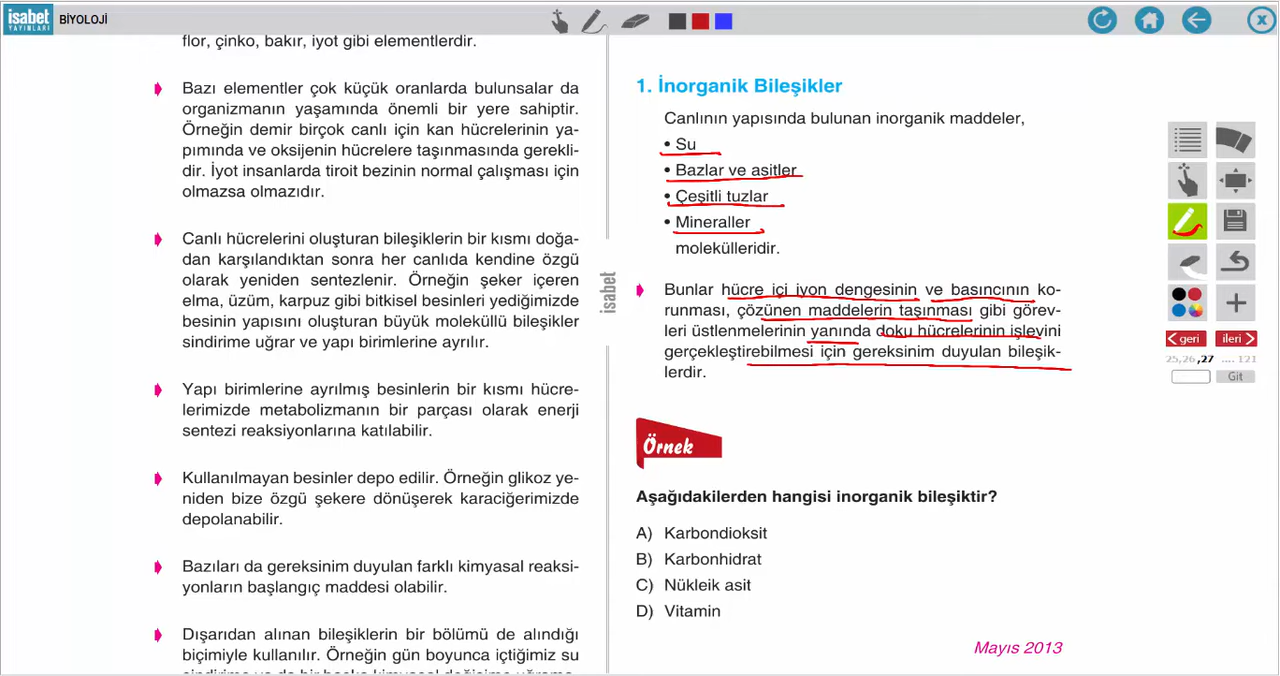 isabet
YAYINLARI
BİYOLOJİ
flor, çinko, bakır, iyot gibi elementlerdir.
Bazı elementler çok küçük oranlarda bulunsalar da
organizmanın yaşamında önemli bir yere sahiptir.
Örneğin demir birçok canlı için kan hücrelerinin ya-
pımında ve oksijenin hücrelere taşınmasında gerekli-
dir. İyot insanlarda tiroit bezinin normal çalışması için
olmazsa olmazıdır.
Canlı hücrelerini oluşturan bileşiklerin bir kısmı doğa-
dan karşılandıktan sonra her canlıda kendine özgü
olarak yeniden sentezlenir. Örneğin şeker içeren
elma, üzüm, karpuz gibi bitkisel besinleri yediğimizde
besinin yapısını oluşturan büyük moleküllü bileşikler
sindirime uğrar ve yapı birimlerine ayrılır.
Yapı birimlerine ayrılmış besinlerin bir kısmı hücre-
lerimizde metabolizmanın bir parçası olarak enerji
sentezi reaksiyonlarına katılabilir.
Kullanılmayan besinler depo edilir. Örneğin glikoz ye-
niden bize özgü şekere dönüşerek karaciğerimizde
depolanabilir.
Bazıları da gereksinim duyulan farklı kimyasal reaksi-
yonların başlangıç maddesi olabilir.
Dışarıdan alınan bileşiklerin bir bölümü de alındığı
biçimiyle kullanılır. Örneğin gün boyunca içtiğimiz su
isabet
1. İnorganik Bileşikler
Canlının yapısında bulunan inorganik maddeler,
• Su
• Bazlar ve asitler
• Çeşitli tuzlar
• Mineraller
molekülleridir.
Bunlar hücre içi iyon dengesinin ve basıncının ko-
runması, çözünen maddelerin taşınması gibi görev-
leri üstlenmelerinin yanında doku hücrelerinin işlevini
gerçekleştirebilmesi için gereksinim duyulan bileşik-
lerdir.
Örnek
Aşağıdakilerden hangisi inorganik bileşiktir?
A) Karbondioksit
B) Karbonhidrat
C) Nükleik asit
D) Vitamin
Mayıs 2013
geri
ileri
25,26,27 .... 121
Git